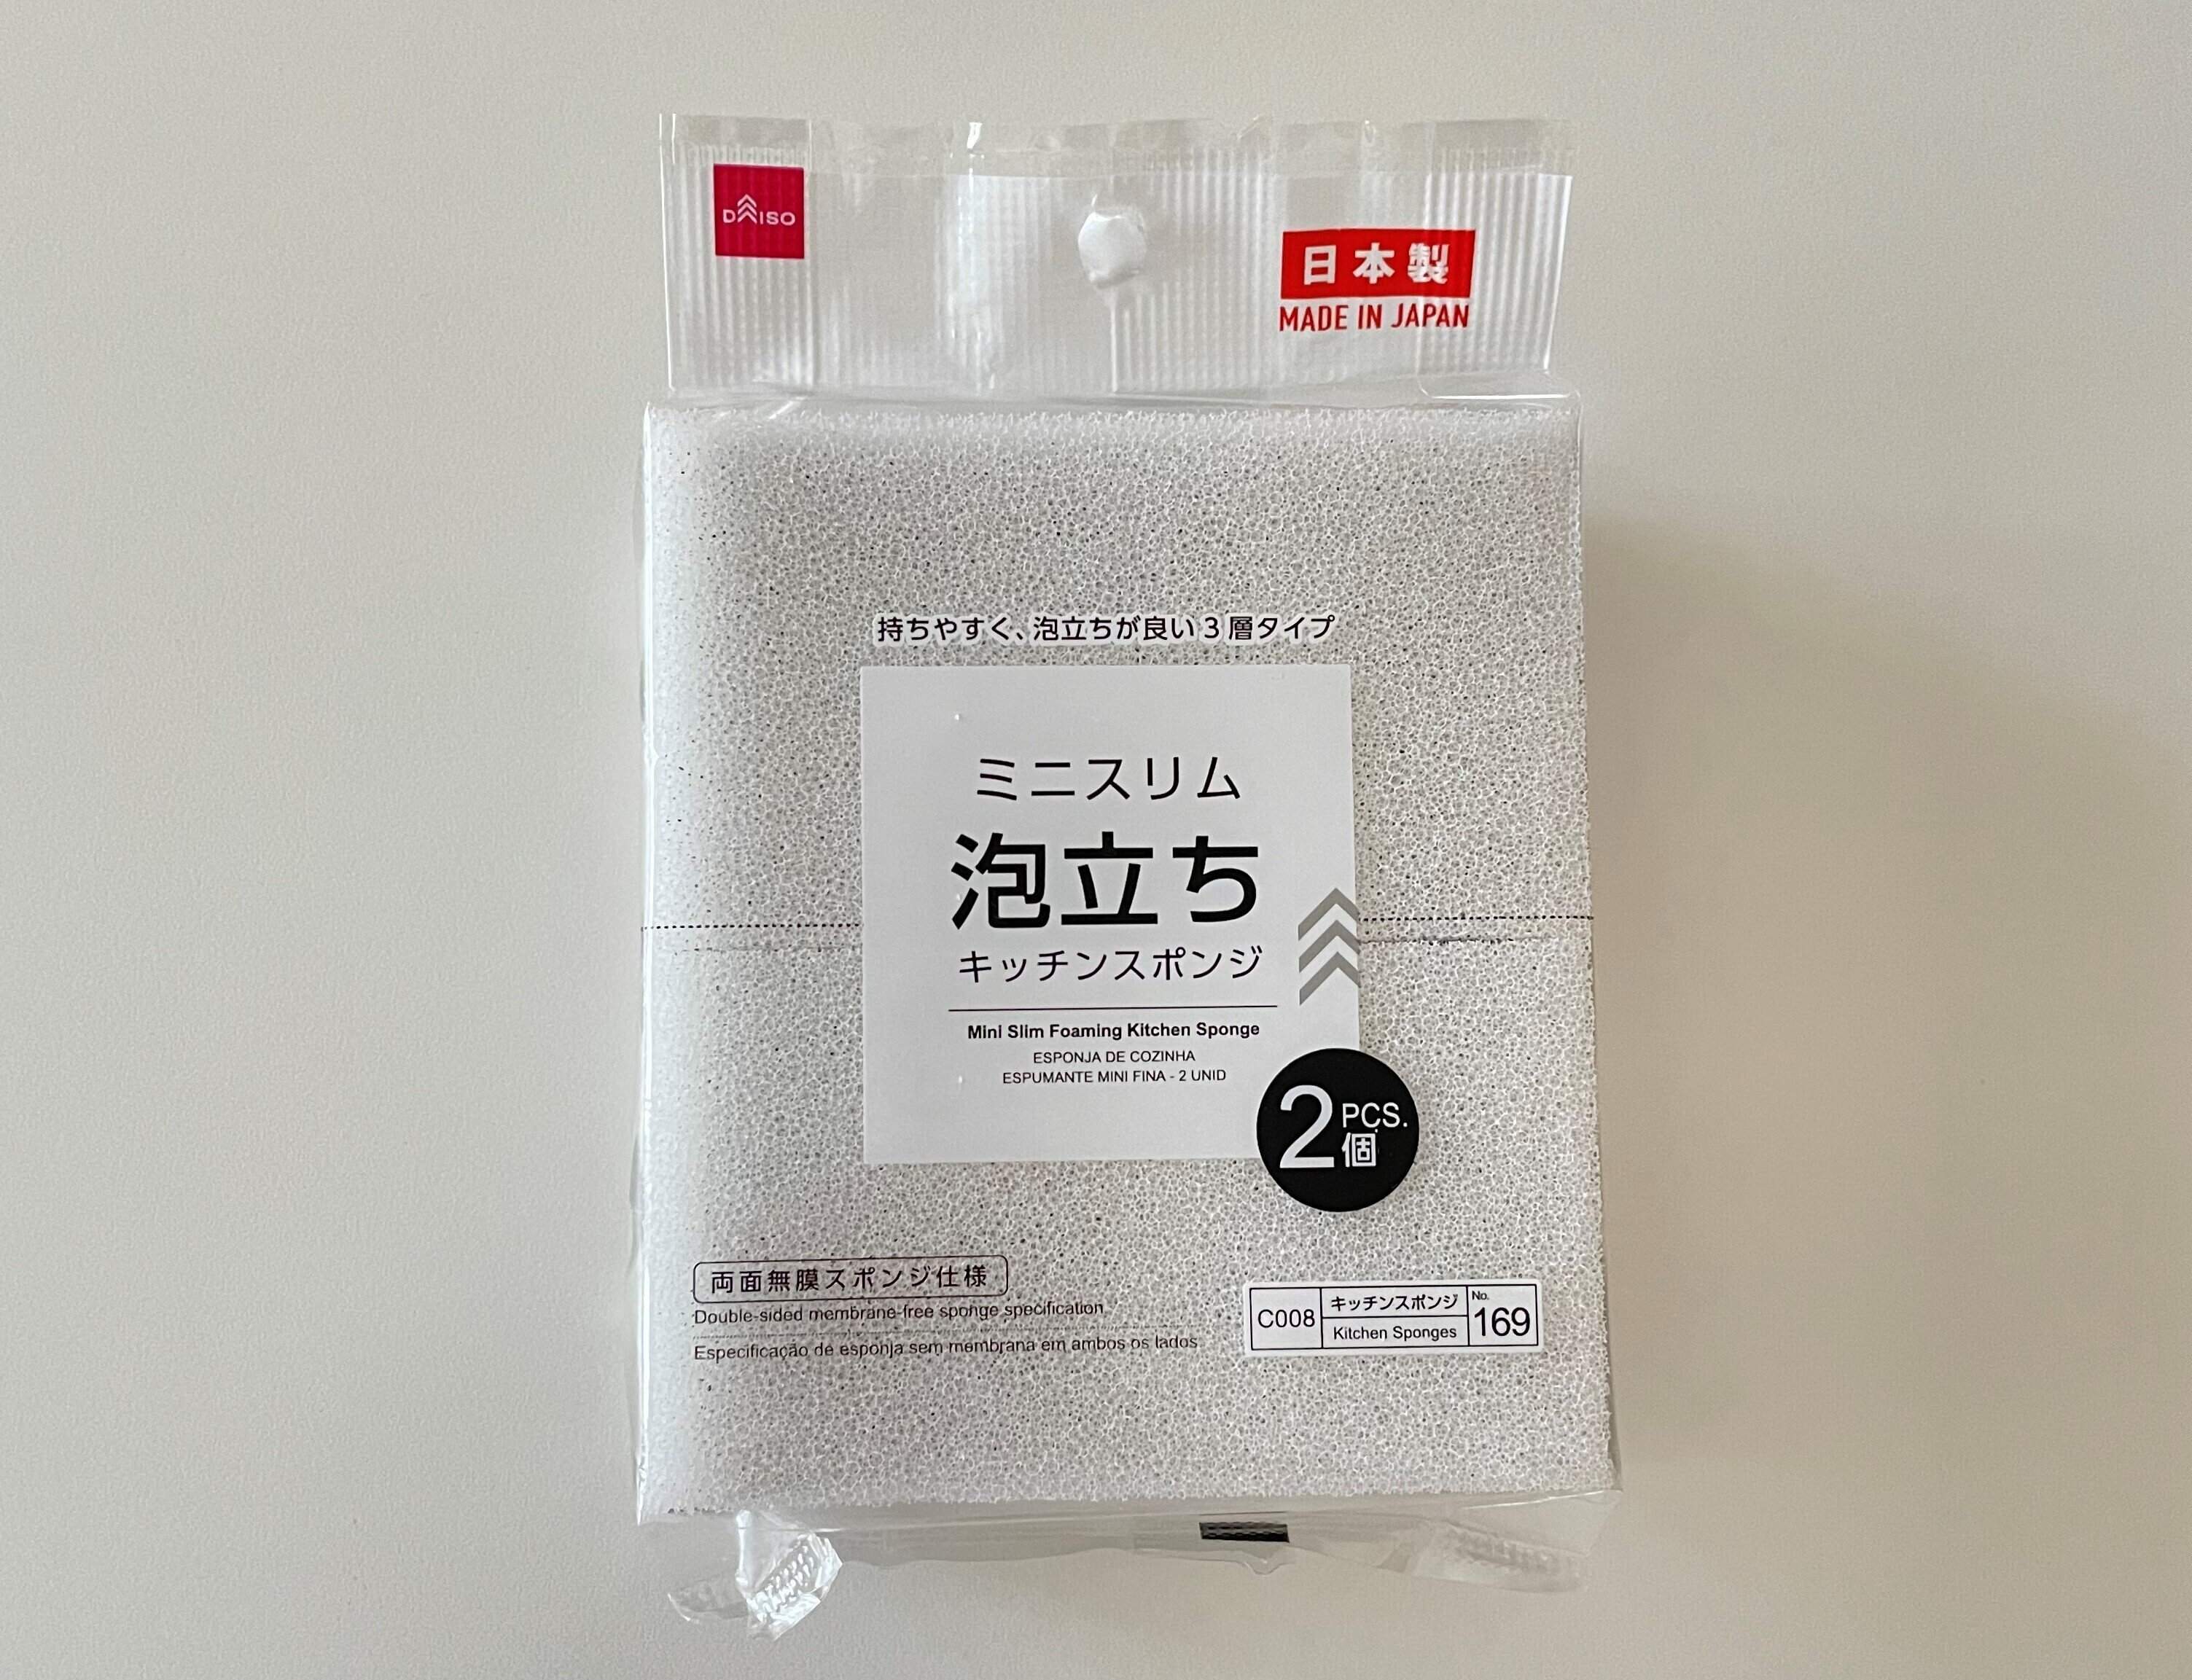 DAISO
日本製
MADE IN JAPAN
持ちやすく、泡立ちが良い3層タイプ
ミニスリム
泡立ち
キッチンスポンジ
Mini Slim Foaming Kitchen Sponge
ESPONJA DE COZINHA
ESPUMANTE MINI FINA - 2 UNID
2 PCS.
個
両面無膜スポンジ仕様
Double-sided membrane-free sponge specification
Especificação de esponja sem membrana em ambos os lados
C008 キッチンスポンジ No.
Kitchen Sponges 169